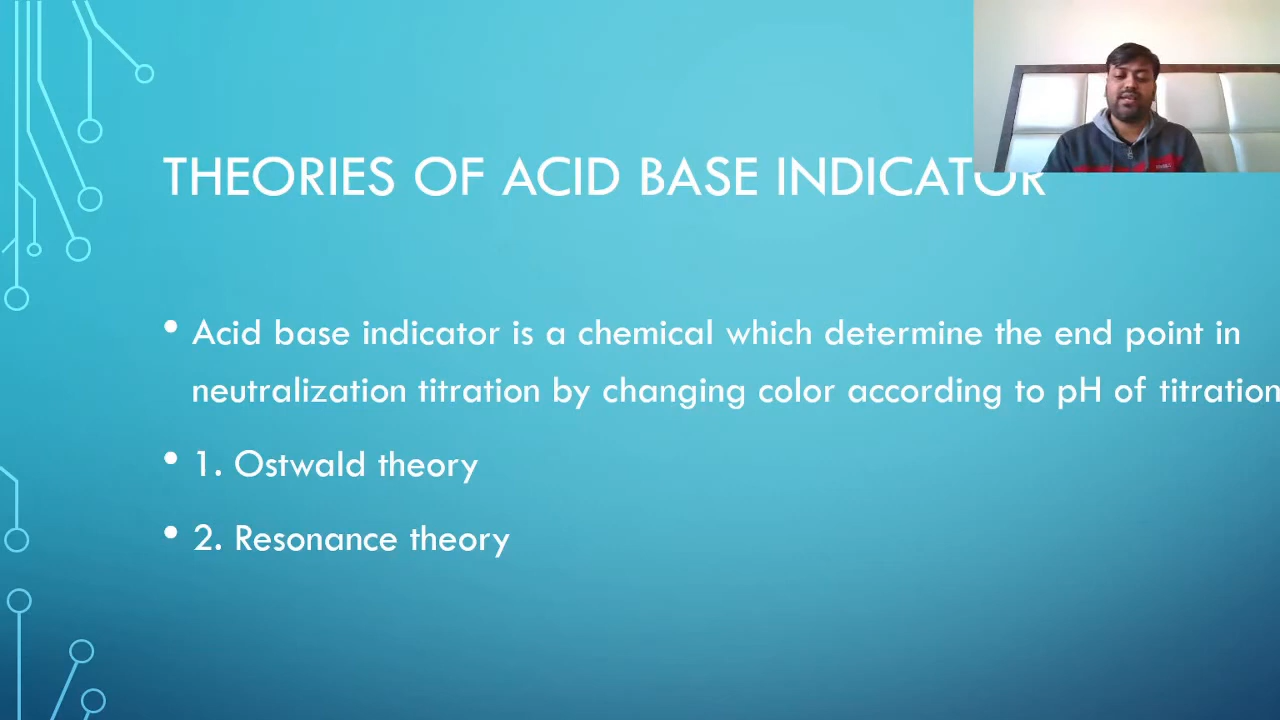 THEORIES OF ACID BASE INDICATOR
• Acid base indicator is a chemical which determine the end point in
neutralization titration by changing color according to pH of titration
• 1. Ostwald theory
• 2. Resonance theory